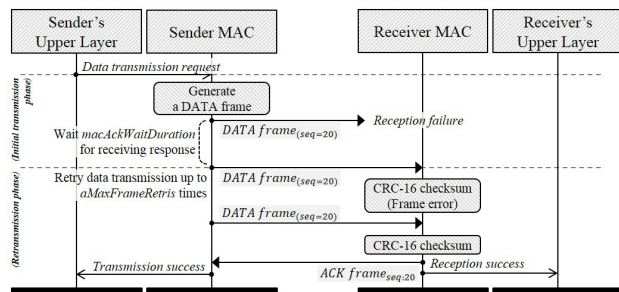 Sender's
Upper Layer
Sender MAC
Receiver MAC
Receiver's
Upper Layer
Data transmission request
(Initial transmission
phase)
Generate
a DATA frame
Wait macAckWaitDuration
for receiving response
DATA frame(seq=20)
Reception failure
(Retransmission phase)
Retry data transmission up to
aMaxFrameRetris times
DATA frame(seq=20)
CRC-16 checksum
(Frame error)
DATA frame(seq=20)
CRC-16 checksum
Transmission success
ACK frameseq:20
Reception success